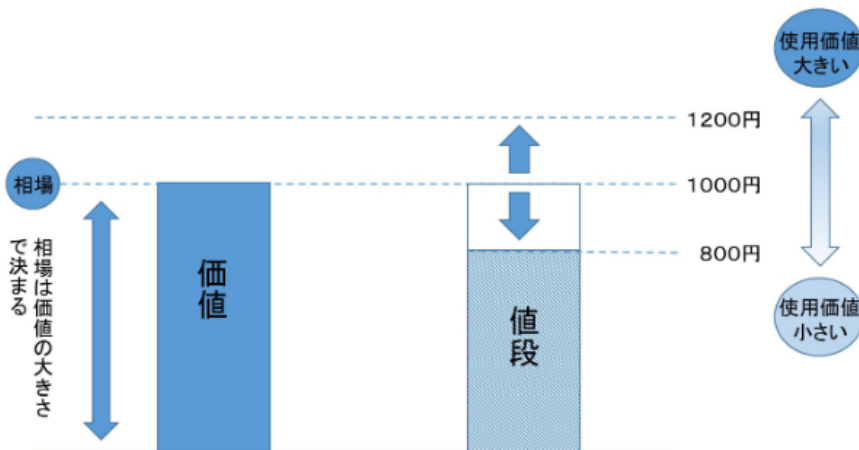 使用価値
大きい
1200円
相場
1000円
800円
相場は価値の大きさ
で決まる
価値
値段
使用価値
小さい